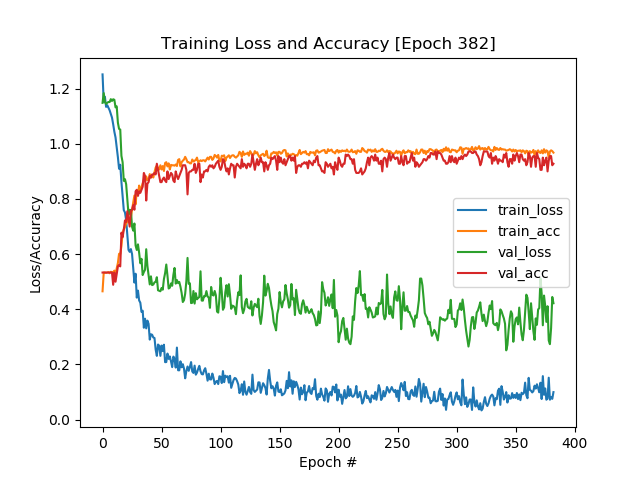 Training Loss and Accuracy [Epoch 382]
Loss/Accuracy
1.2
1.0
0.8
0.6
0.4
0.2
0.0
train_loss
train_acc
val_loss
val_acc
0 50 100 150 200 250 300 350 400
Epoch #